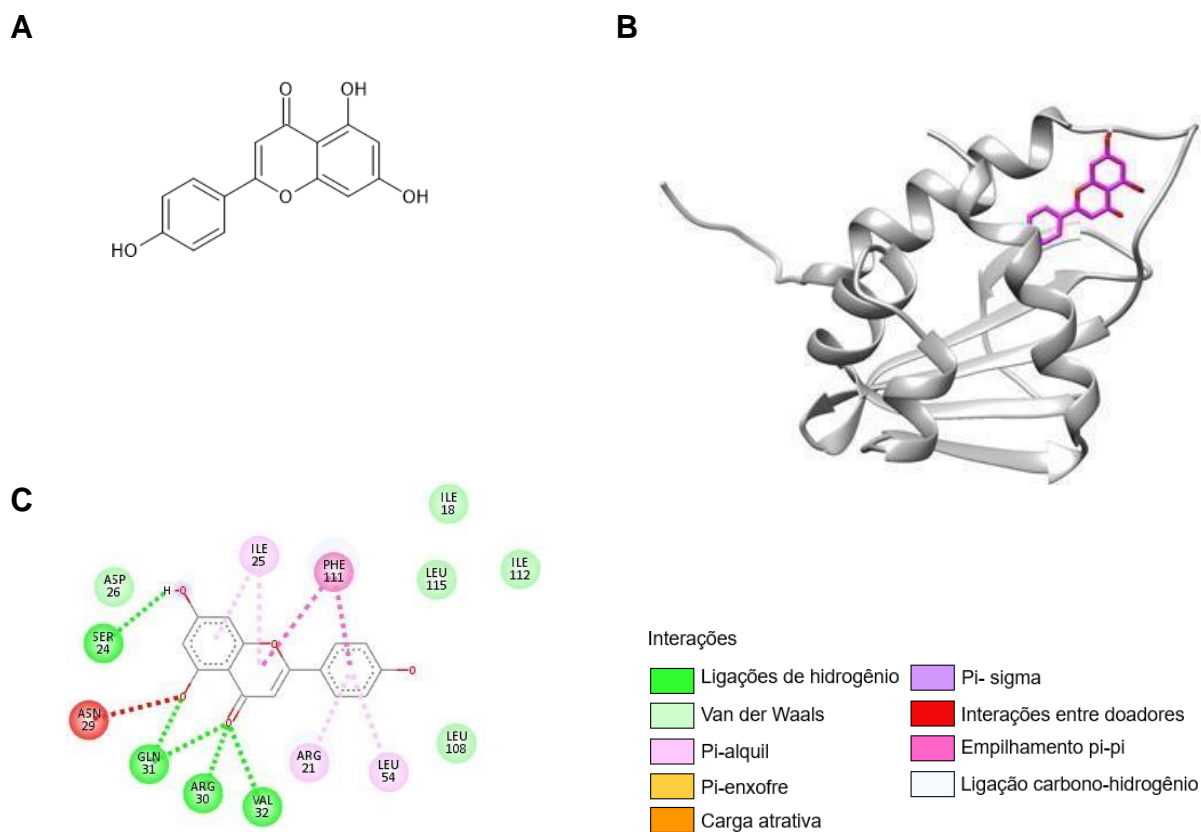 A
B
O
OH
O
OH
HO
C
ILE
18
ILE
25
PHE
111
LEU
115
ILE
112
ASP
26
H
O
SER
24
O
O
ASN
29
O
O
GLN
31
ARG
30
VAL
32
ARG
21
LEU
54
LEU
108
Interações
Ligações de hidrogênio
Van der Waals
Pi-alquil
Pi-enxofre
Carga atrativa
Pi- sigma
Interações entre doadores
Empilhamento pi-pi
Ligação carbono-hidrogênio